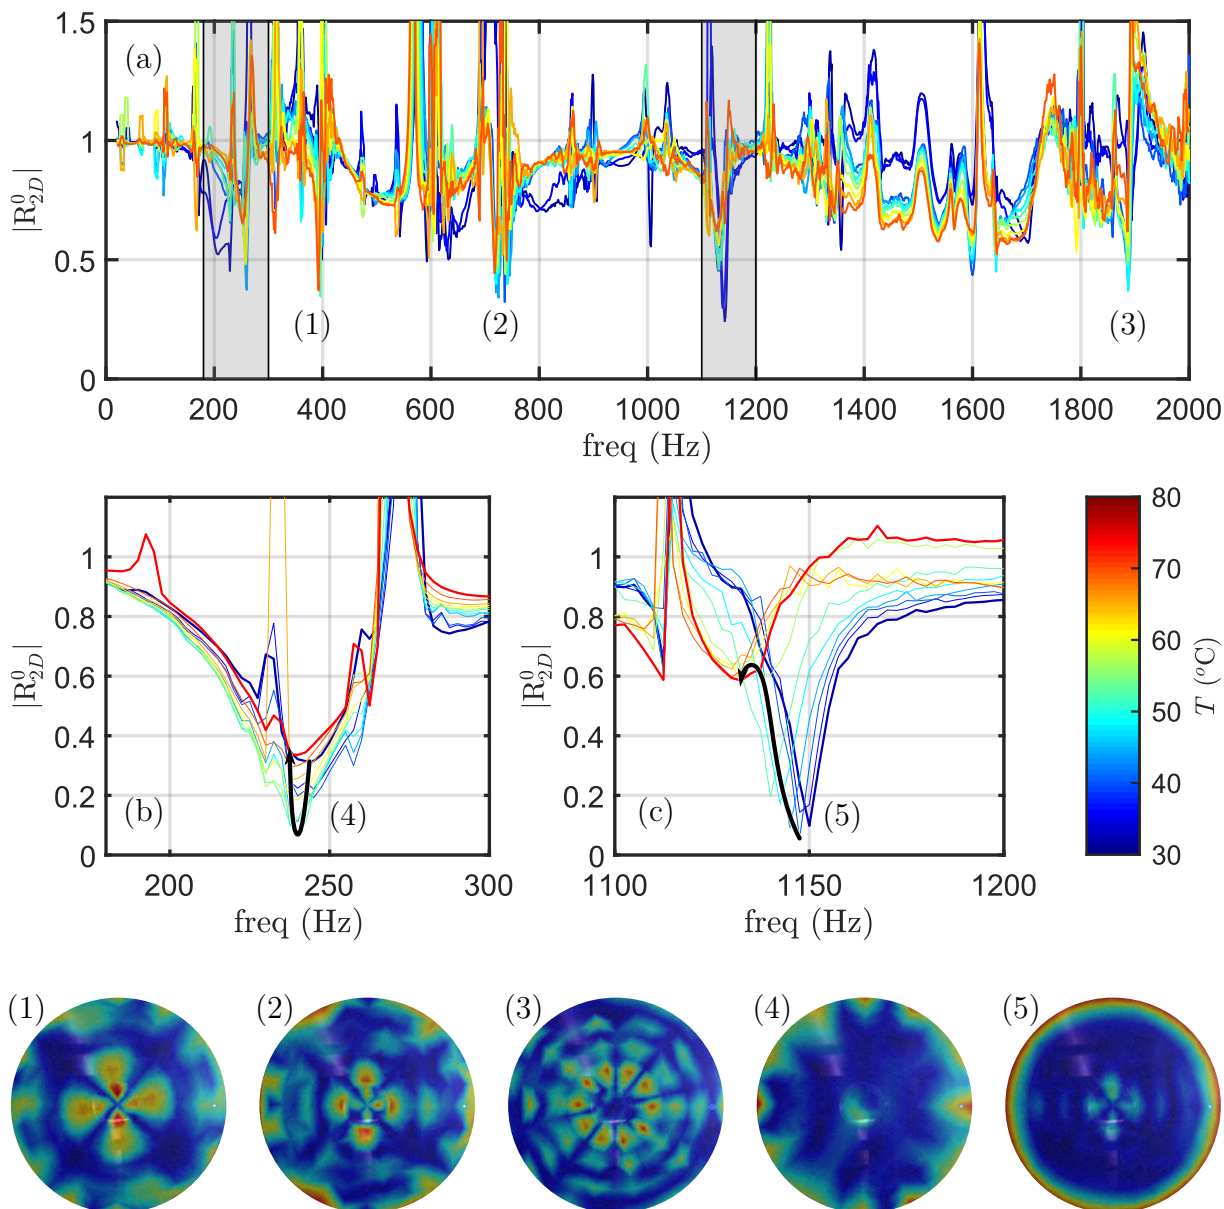 1.5
1
0.5
0
|R⁰₂D|
(a)
(1)
(2)
(3)
0 200 400 600 800 1000 1200 1400 1600 1800 2000
freq (Hz)
1
0.8
0.6
0.4
0.2
0
|R⁰₂D|
(b)
(4)
200 250 300
freq (Hz)
1
0.8
0.6
0.4
0.2
0
|R⁰₂D|
(c)
(5)
1100 1150 1200
freq (Hz)
80
70
60
50
40
30
T (°C)
(1) (2) (3) (4) (5)